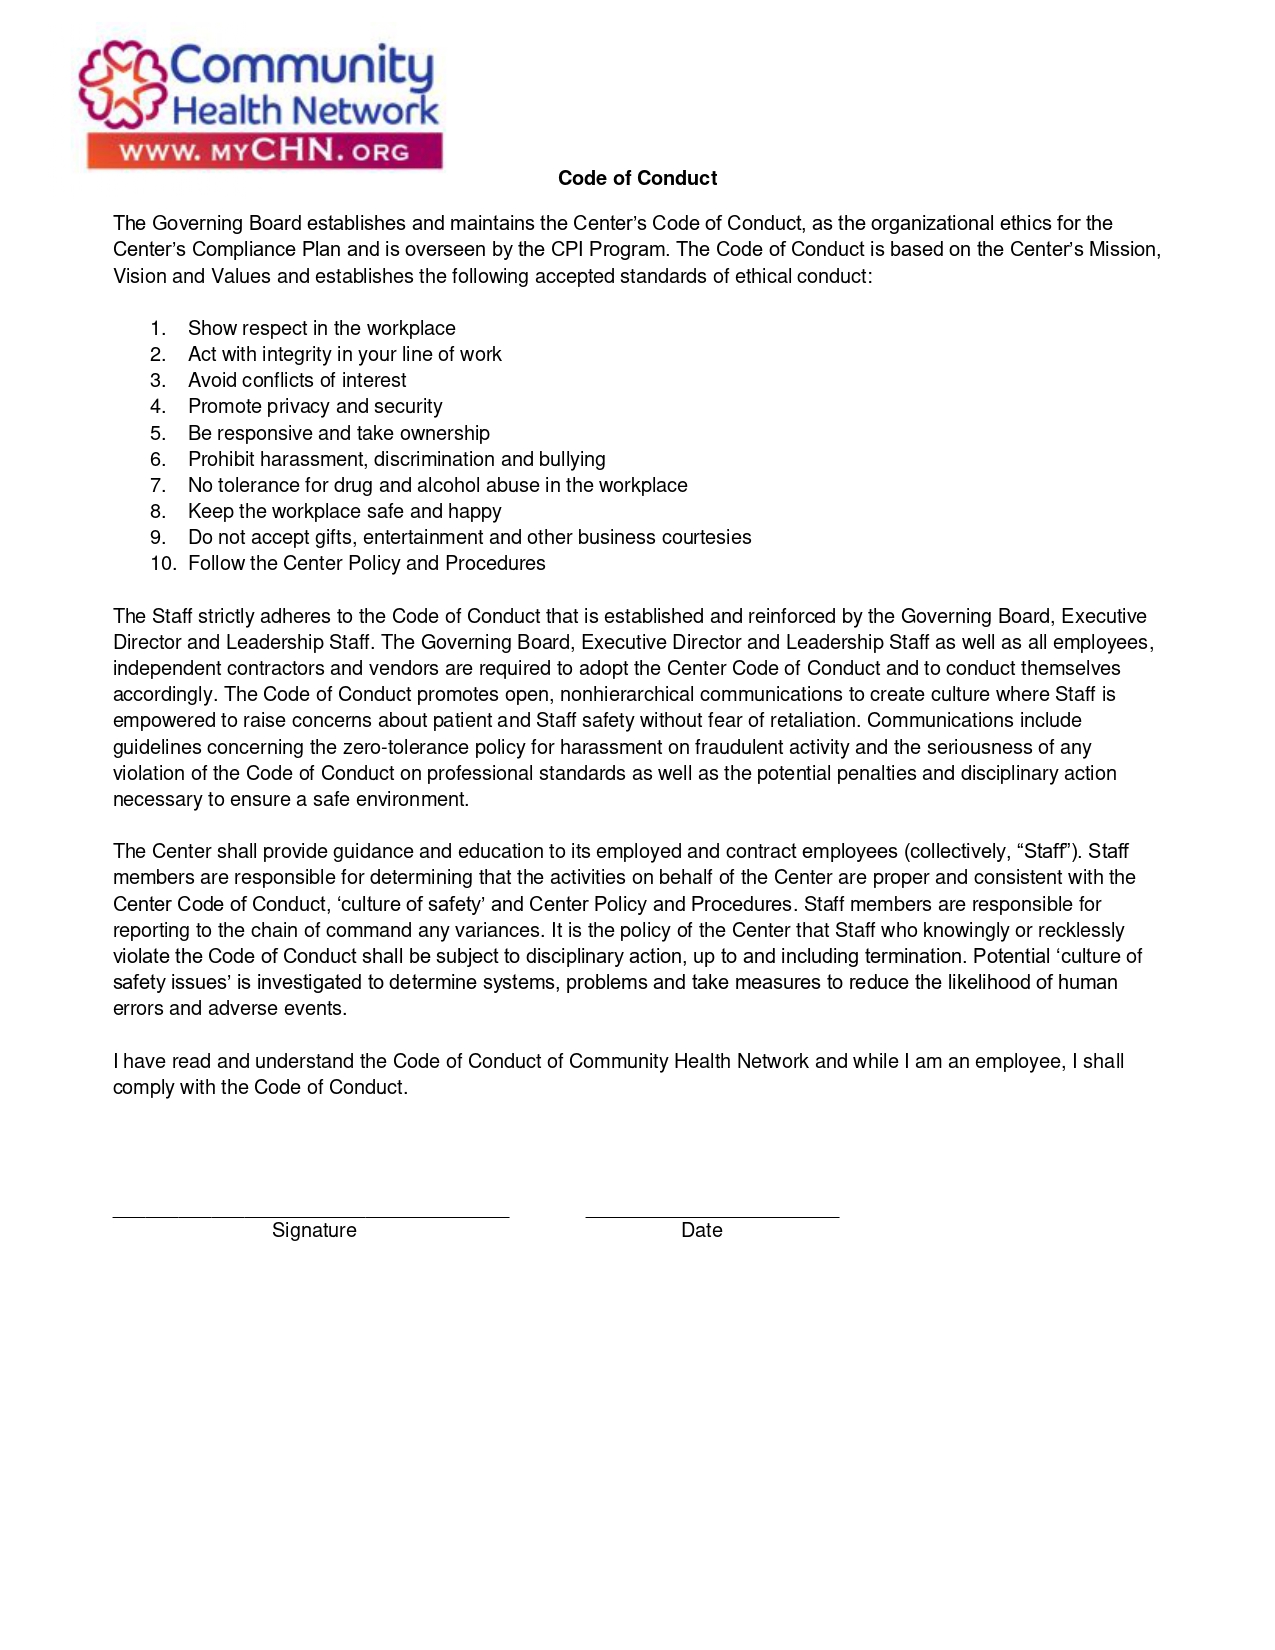 Community
Health Network
www.myCHN.org
Code of Conduct
The Governing Board establishes and maintains the Center’s Code of Conduct, as the organizational ethics for the
Center’s Compliance Plan and is overseen by the CPI Program. The Code of Conduct is based on the Center’s Mission,
Vision and Values and establishes the following accepted standards of ethical conduct:
1. Show respect in the workplace
2. Act with integrity in your line of work
3. Avoid conflicts of interest
4. Promote privacy and security
5. Be responsive and take ownership
6. Prohibit harassment, discrimination and bullying
7. No tolerance for drug and alcohol abuse in the workplace
8. Keep the workplace safe and happy
9. Do not accept gifts, entertainment and other business courtesies
10. Follow the Center Policy and Procedures
The Staff strictly adheres to the Code of Conduct that is established and reinforced by the Governing Board, Executive
Director and Leadership Staff. The Governing Board, Executive Director and Leadership Staff as well as all employees,
independent contractors and vendors are required to adopt the Center Code of Conduct and to conduct themselves
accordingly. The Code of Conduct promotes open, nonhierarchical communications to create culture where Staff is
empowered to raise concerns about patient and Staff safety without fear of retaliation. Communications include
guidelines concerning the zero-tolerance policy for harassment on fraudulent activity and the seriousness of any
violation of the Code of Conduct on professional standards as well as the potential penalties and disciplinary action
necessary to ensure a safe environment.
The Center shall provide guidance and education to its employed and contract employees (collectively, “Staff”). Staff
members are responsible for determining that the activities on behalf of the Center are proper and consistent with the
Center Code of Conduct, ‘culture of safety’ and Center Policy and Procedures. Staff members are responsible for
reporting to the chain of command any variances. It is the policy of the Center that Staff who knowingly or recklessly
violate the Code of Conduct shall be subject to disciplinary action, up to and including termination. Potential ‘culture of
safety issues’ is investigated to determine systems, problems and take measures to reduce the likelihood of human
errors and adverse events.
I have read and understand the Code of Conduct of Community Health Network and while I am an employee, I shall
comply with the Code of Conduct.
Signature Date